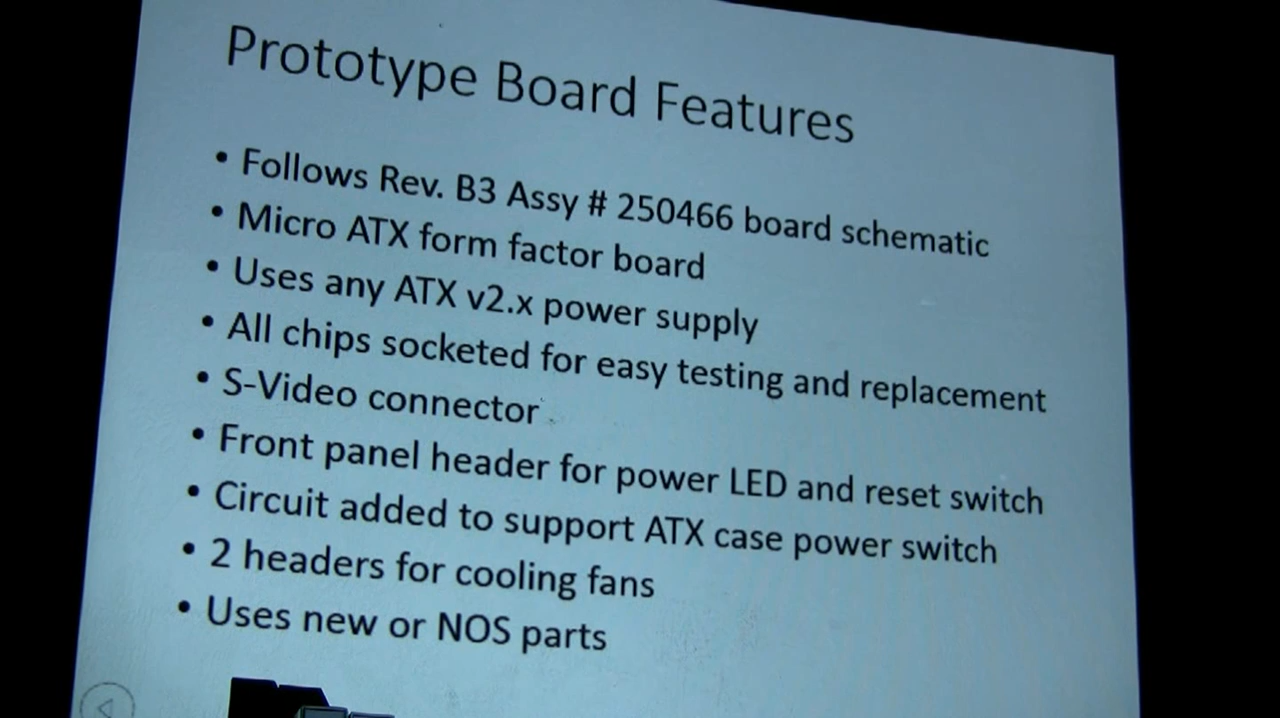 Prototype Board Features
• Follows Rev. B3 Assy # 250466 board schematic
• Micro ATX form factor board
• Uses any ATX v2.x power supply
• All chips socketed for easy testing and replacement
• S-Video connector
• Front panel header for power LED and reset switch
• Circuit added to support ATX case power switch
• 2 headers for cooling fans
• Uses new or NOS parts